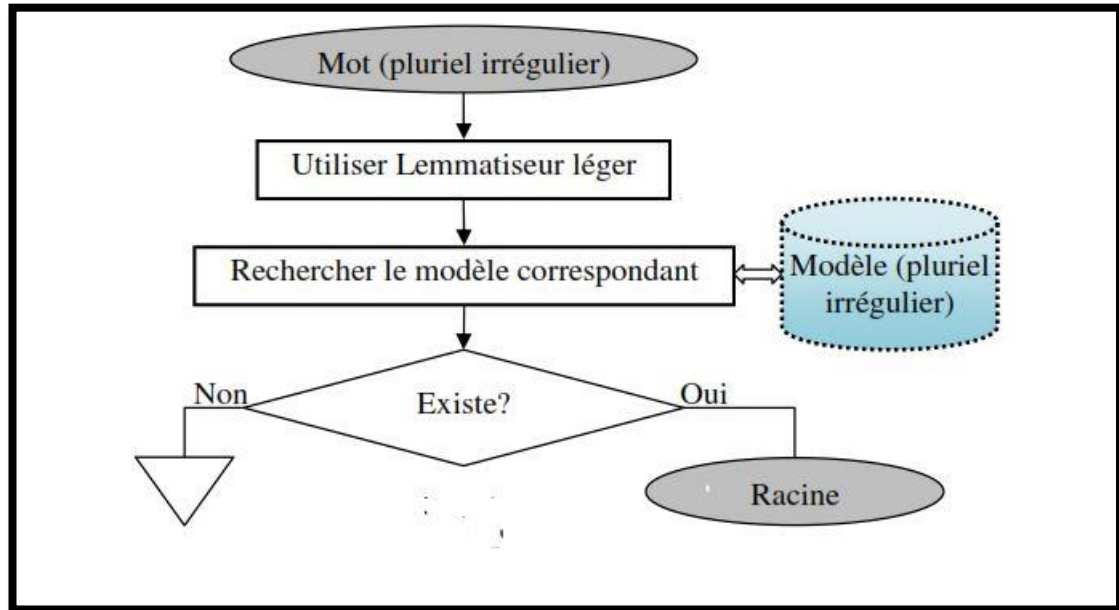 Mot (pluriel irrégulier)
Utiliser Lemmatiseur léger
Rechercher le modèle correspondant
Modèle (pluriel
irrégulier)
Existe?
Non
Oui
Racine